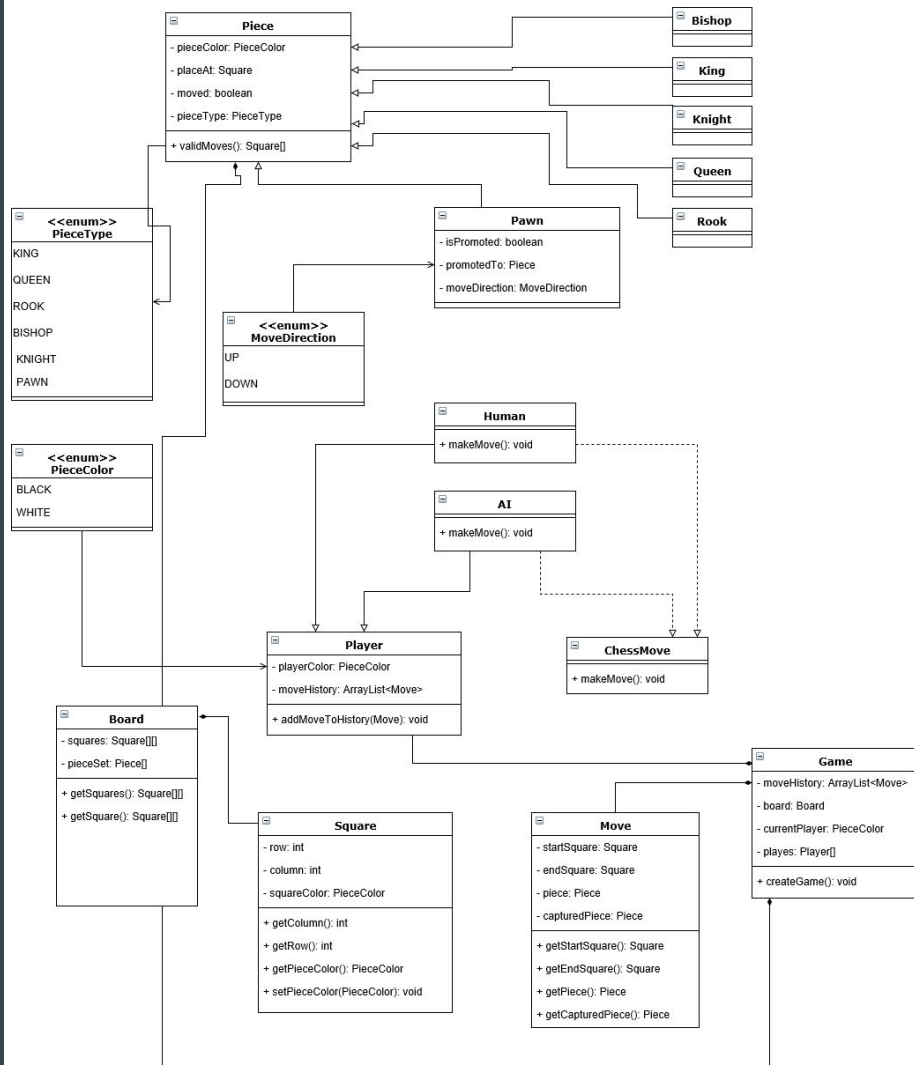 Piece
- pieceColor: PieceColor
- placeAt: Square
- moved: boolean
- pieceType: PieceType
+ validMoves(): Square[]
Bishop
King
Knight
Queen
Rook
<<enum>>
PieceType
KING
QUEEN
ROOK
BISHOP
KNIGHT
PAWN
Pawn
- isPromoted: boolean
- promotedTo: Piece
- moveDirection: MoveDirection
<<enum>>
MoveDirection
UP
DOWN
<<enum>>
PieceColor
BLACK
WHITE
Human
+ makeMove(): void
AI
+ makeMove(): void
Player
- playerColor: PieceColor
- moveHistory: ArrayList<Move>
+ addMoveToHistory(Move): void
ChessMove
+ makeMove(): void
Board
- squares: Square[][]
- pieceSet: Piece[]
+ getSquares(): Square[][]
+ getSquare(): Square[][]
Square
- row: int
- column: int
- squareColor: PieceColor
+ getColumn(): int
+ getRow(): int
+ getPieceColor(): PieceColor
+ setPieceColor(PieceColor): void
Move
- startSquare: Square
- endSquare: Square
- piece: Piece
- capturedPiece: Piece
+ getStartSquare(): Square
+ getEndSquare(): Square
+ getPiece(): Piece
+ getCapturedPiece(): Piece
Game
- moveHistory: ArrayList<Move>
- board: Board
- currentPlayer: PieceColor
- playes: Player[]
+ createGame(): void